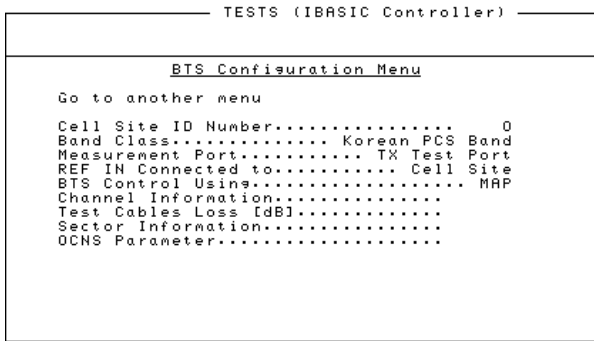 TESTS (IBASIC Controller)
BTS Configuration Menu
Go to another menu
Cell Site ID Number................ 0
Band Class.............. Korean PCS Band
Measurement Port........... TX Test Port
REF IN Connected to............ Cell Site
BTS Control Using................... MAP
Channel Information...............
Test Cables Loss [dB].............
Sector Information................
OCNS Parameter....................